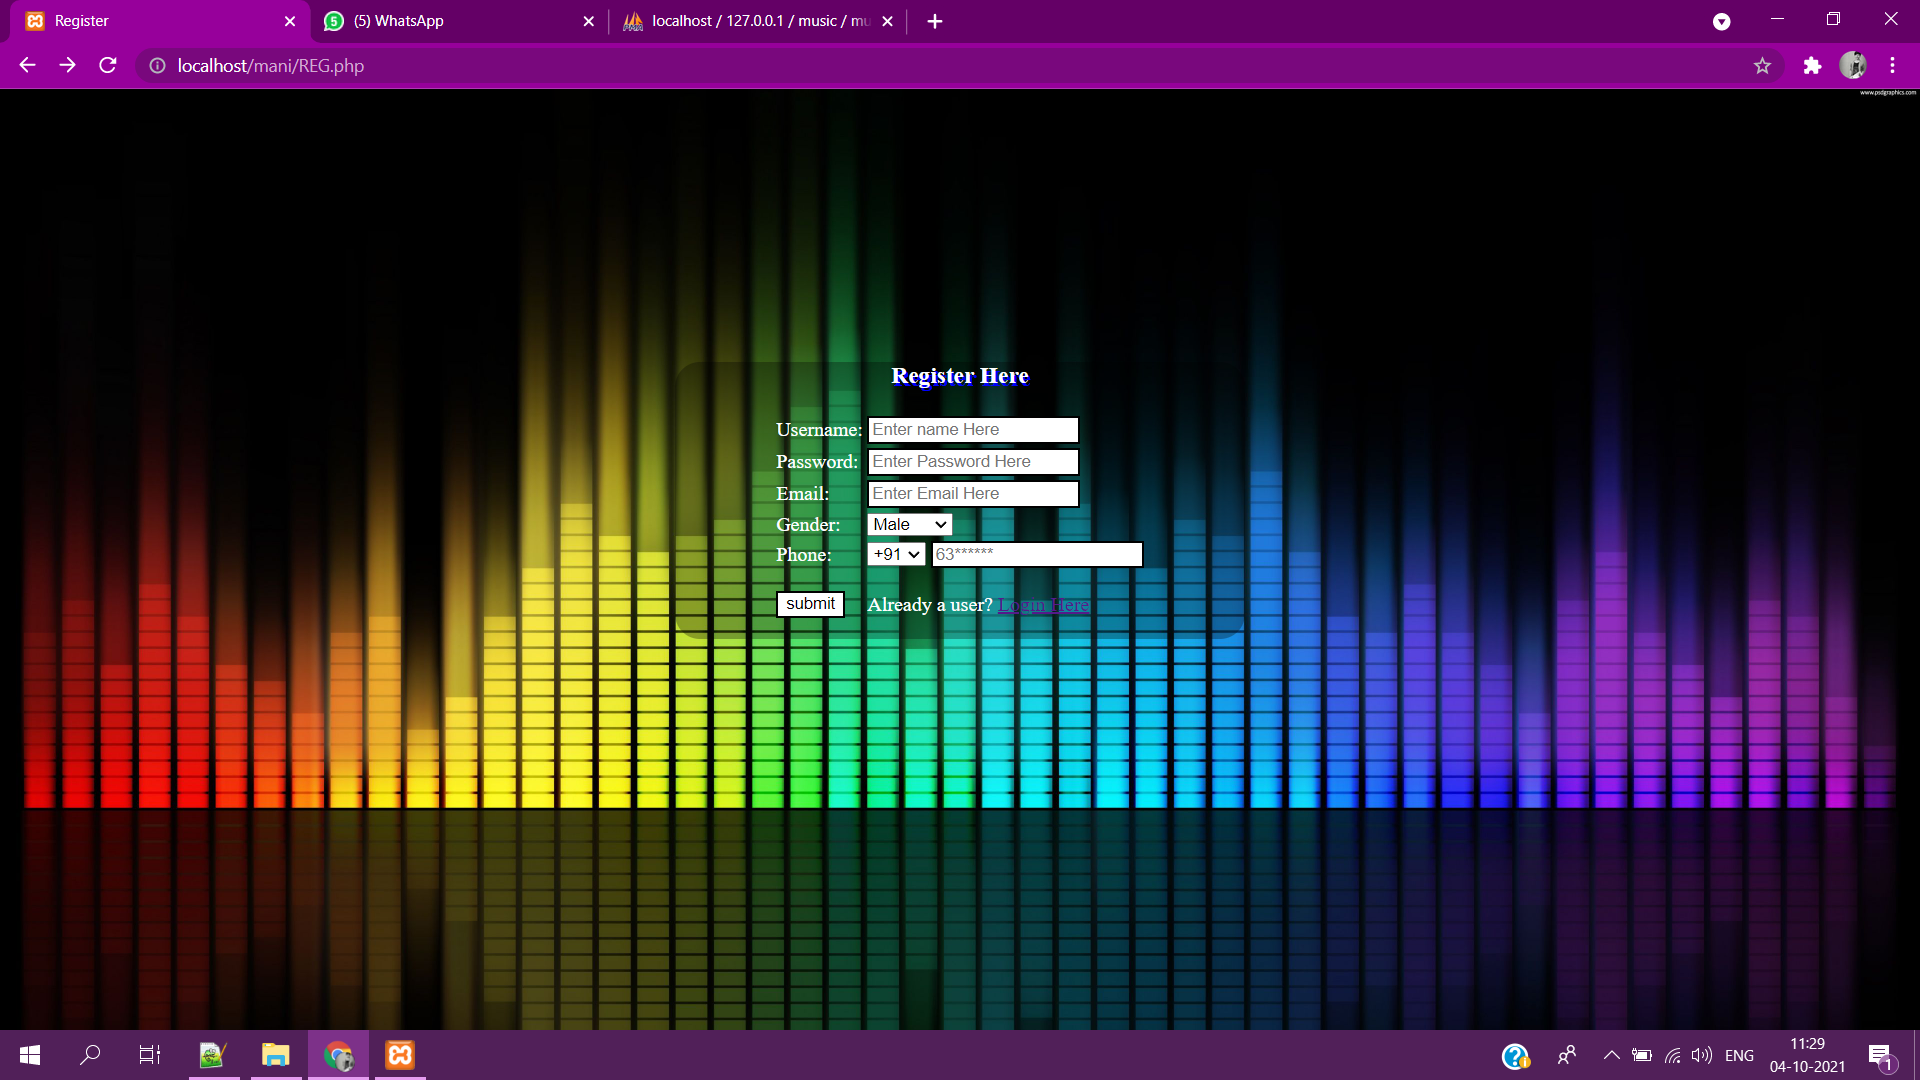 Register
5
(5) WhatsApp
localhost / 127.0.0.1 / music / mu
localhost/mani/REG.php
www.psdgraphics.com
Register Here
Username: Enter name Here
Password: Enter Password Here
Email: Enter Email Here
Gender: Male
Phone: +91 63******
submit Already a user? Login Here
ENG
11:29
04-10-2021
1